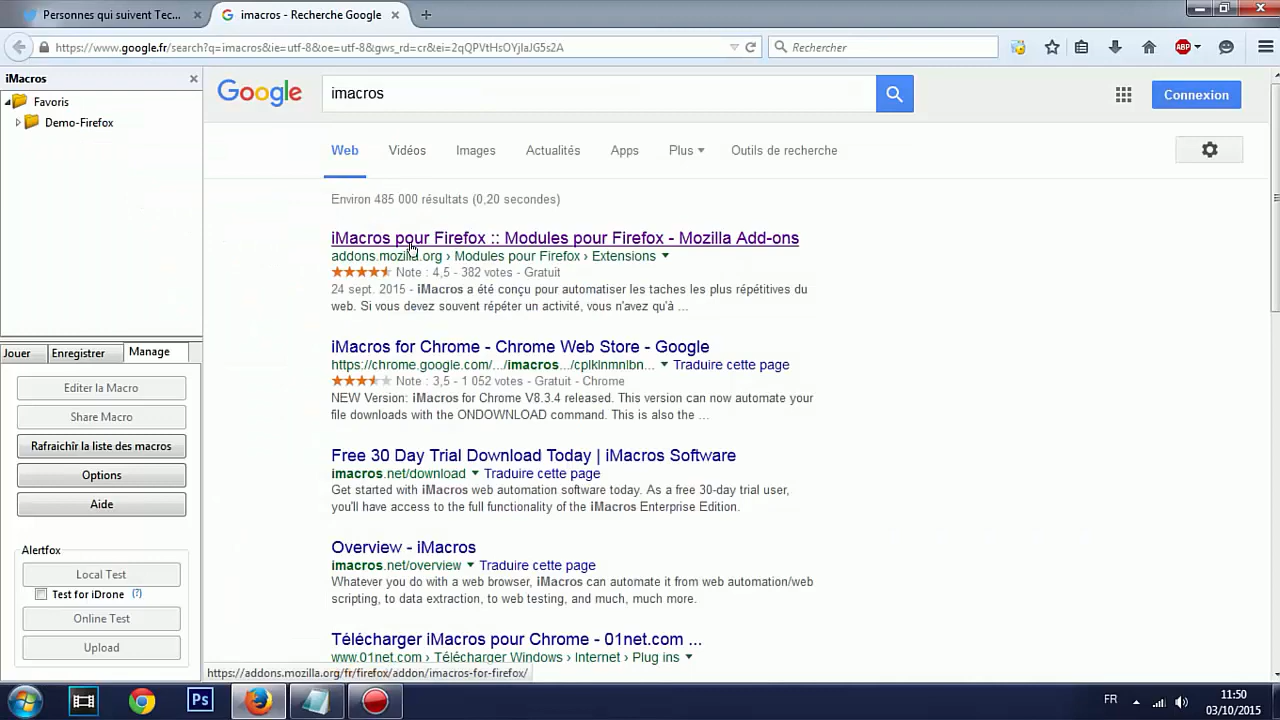 Personnes qui suivent Tec...
imacros - Recherche Google
https://www.google.fr/search?q=imacros&ie=utf-8&oe=utf-8&gws_rd=cr&ei=2qQPVtHsOYjIaJG5s2A
Rechercher
ABP
iMacros
Favoris
Demo-Firefox
Jouer
Enregistrer
Manage
Editer la Macro
Share Macro
Rafraichîr la liste des macros
Options
Aide
Alertfox
Local Test
Test for iDrone (?)
Online Test
Upload
Google
imacros
Connexion
Web
Vidéos
Images
Actualités
Apps
Plus
Outils de recherche
Environ 485 000 résultats (0,20 secondes)
iMacros pour Firefox :: Modules pour Firefox - Mozilla Add-ons
addons.mozilla.org › Modules pour Firefox › Extensions
Note : 4,5 - 382 votes - Gratuit
24 sept. 2015 - iMacros a été conçu pour automatiser les taches les plus répétitives du
web. Si vous devez souvent répéter un activité, vous n'avez qu'à ...
iMacros for Chrome - Chrome Web Store - Google
https://chrome.google.com/.../imacros.../cplklnmnlbn...
Traduire cette page
Note : 3,5 - 1 052 votes - Gratuit - Chrome
NEW Version: iMacros for Chrome V8.3.4 released. This version can now automate your
file downloads with the ONDOWNLOAD command. This is also the ...
Free 30 Day Trial Download Today | iMacros Software
imacros.net/download
Traduire cette page
Get started with iMacros web automation software today. As a free 30-day trial user,
you'll have access to the full functionality of the iMacros Enterprise Edition.
Overview - iMacros
imacros.net/overview
Traduire cette page
Whatever you do with a web browser, iMacros can automate it from web automation/web
scripting, to data extraction, to web testing, and much, much more.
Télécharger iMacros pour Chrome - 01net.com ...
www.01net.com › Télécharger Windows › Internet › Plug ins
https://addons.mozilla.org/fr/firefox/addon/imacros-for-firefox/
Ps
FR
11:50
03/10/2015